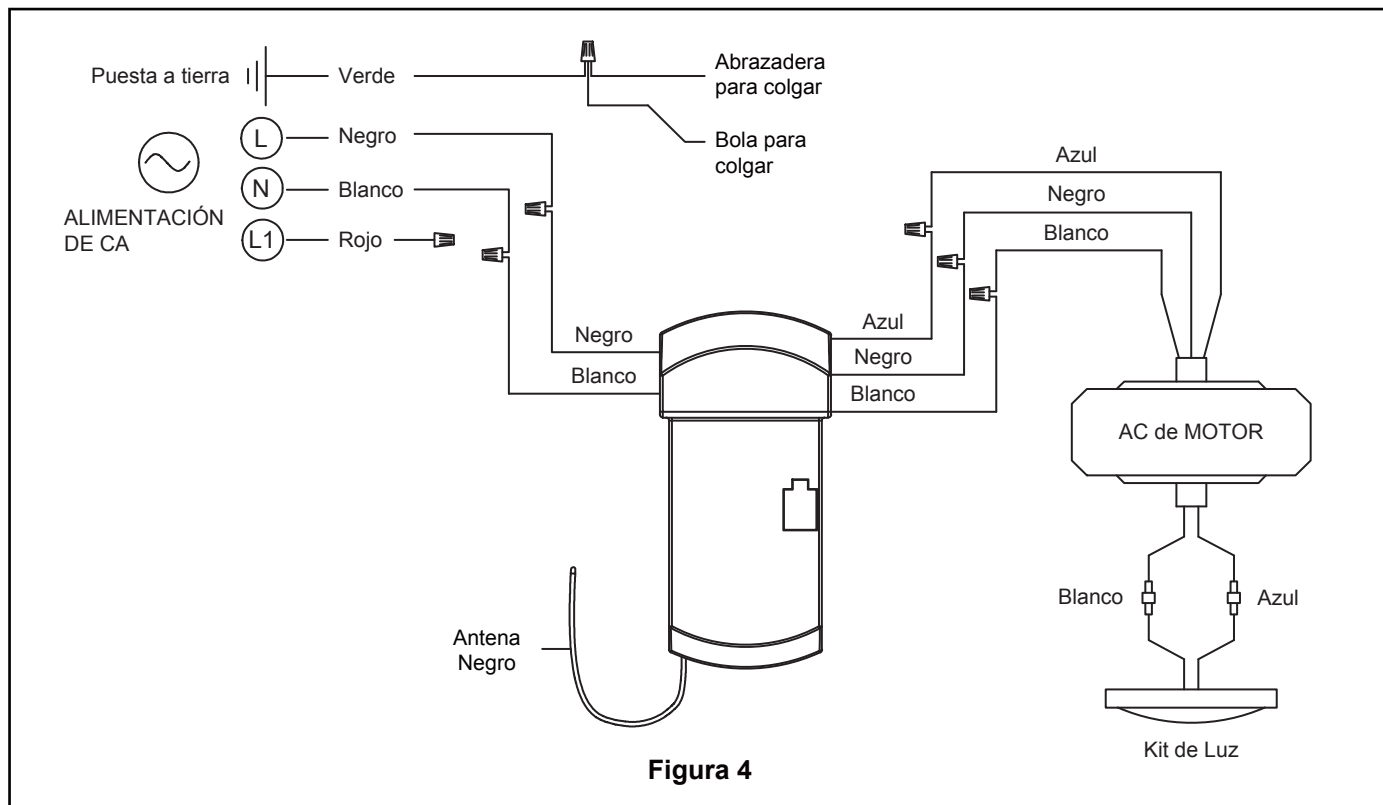 Puesta a tierra
Verde
Abrazadera
para colgar
Bola para
colgar
L
Negro
N
Blanco
L1
Rojo
ALIMENTACIÓN
DE CA
Azul
Negro
Blanco
Negro
Blanco
Azul
Negro
Blanco
AC de MOTOR
Blanco
Azul
Antena
Negro
Kit de Luz
Figura 4